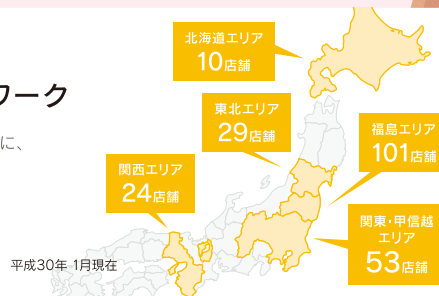 北海道エリア
10店舗
ワーク
東北エリア
29店舗
に、
福島エリア
101店舗
関西エリア
24店舗
関東・甲信越
エリア
53店舗
平成30年 1月現在